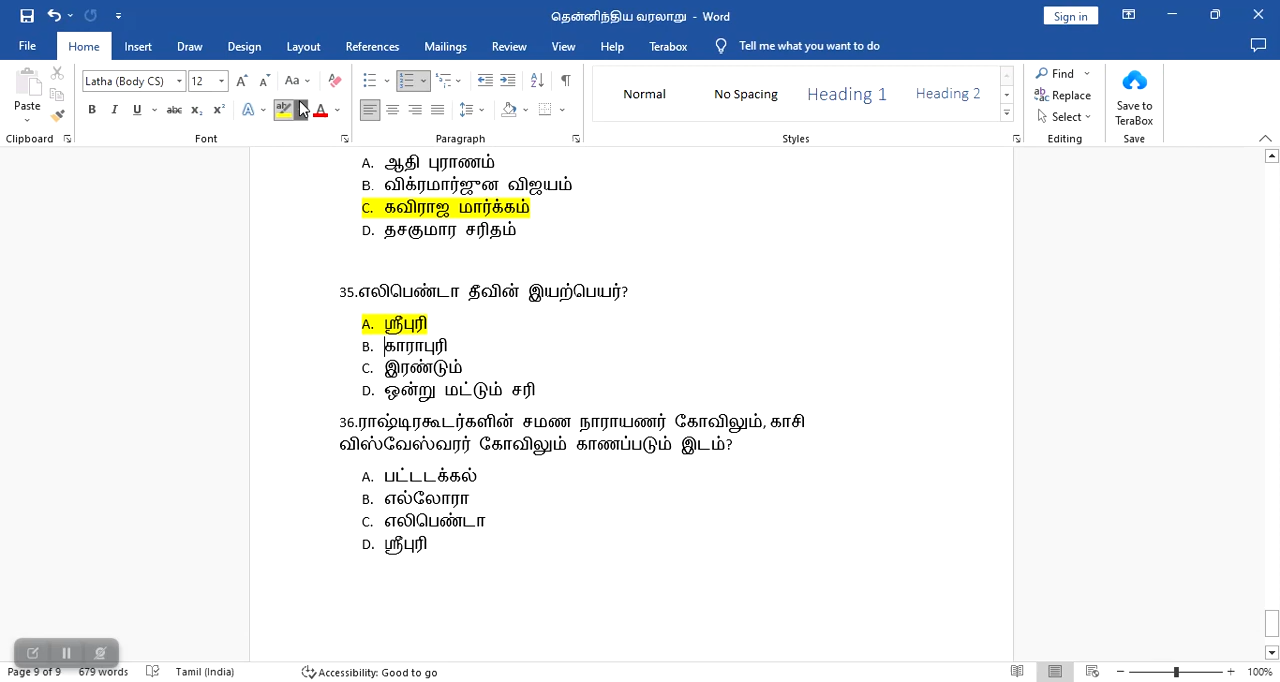 தென்னிந்திய வரலாறு - Word
Sign in
File Home Insert Draw Design Layout References Mailings Review View Help Terabox Tell me what you want to do
Latha (Body CS) 12 Aa
Find
Normal No Spacing Heading 1 Heading 2
Replace
Paste
Save to
TeraBox
Select
Clipboard Font Paragraph Styles Editing Save
A. ஆதி புராணம்
B. விக்ரமார்ஜுன விஜயம்
C. கவிராஜ மார்க்கம்
D. தசகுமார சரிதம்
35.எலிபெண்டா தீவின் இயற்பெயர்?
A. ஸ்ரீபுரி
B. காராபுரி
C. இரண்டும்
D. ஒன்று மட்டும் சரி
36.ராஷ்டிரகூடர்களின் சமண நாராயணர் கோவிலும், காசி
விஸ்வேஸ்வரர் கோவிலும் காணப்படும் இடம்?
A. பட்டடக்கல்
B. எல்லோரா
C. எலிபெண்டா
D. ஸ்ரீபுரி
Page 9 of 9 679 words Tamil (India) Accessibility: Good to go 100%